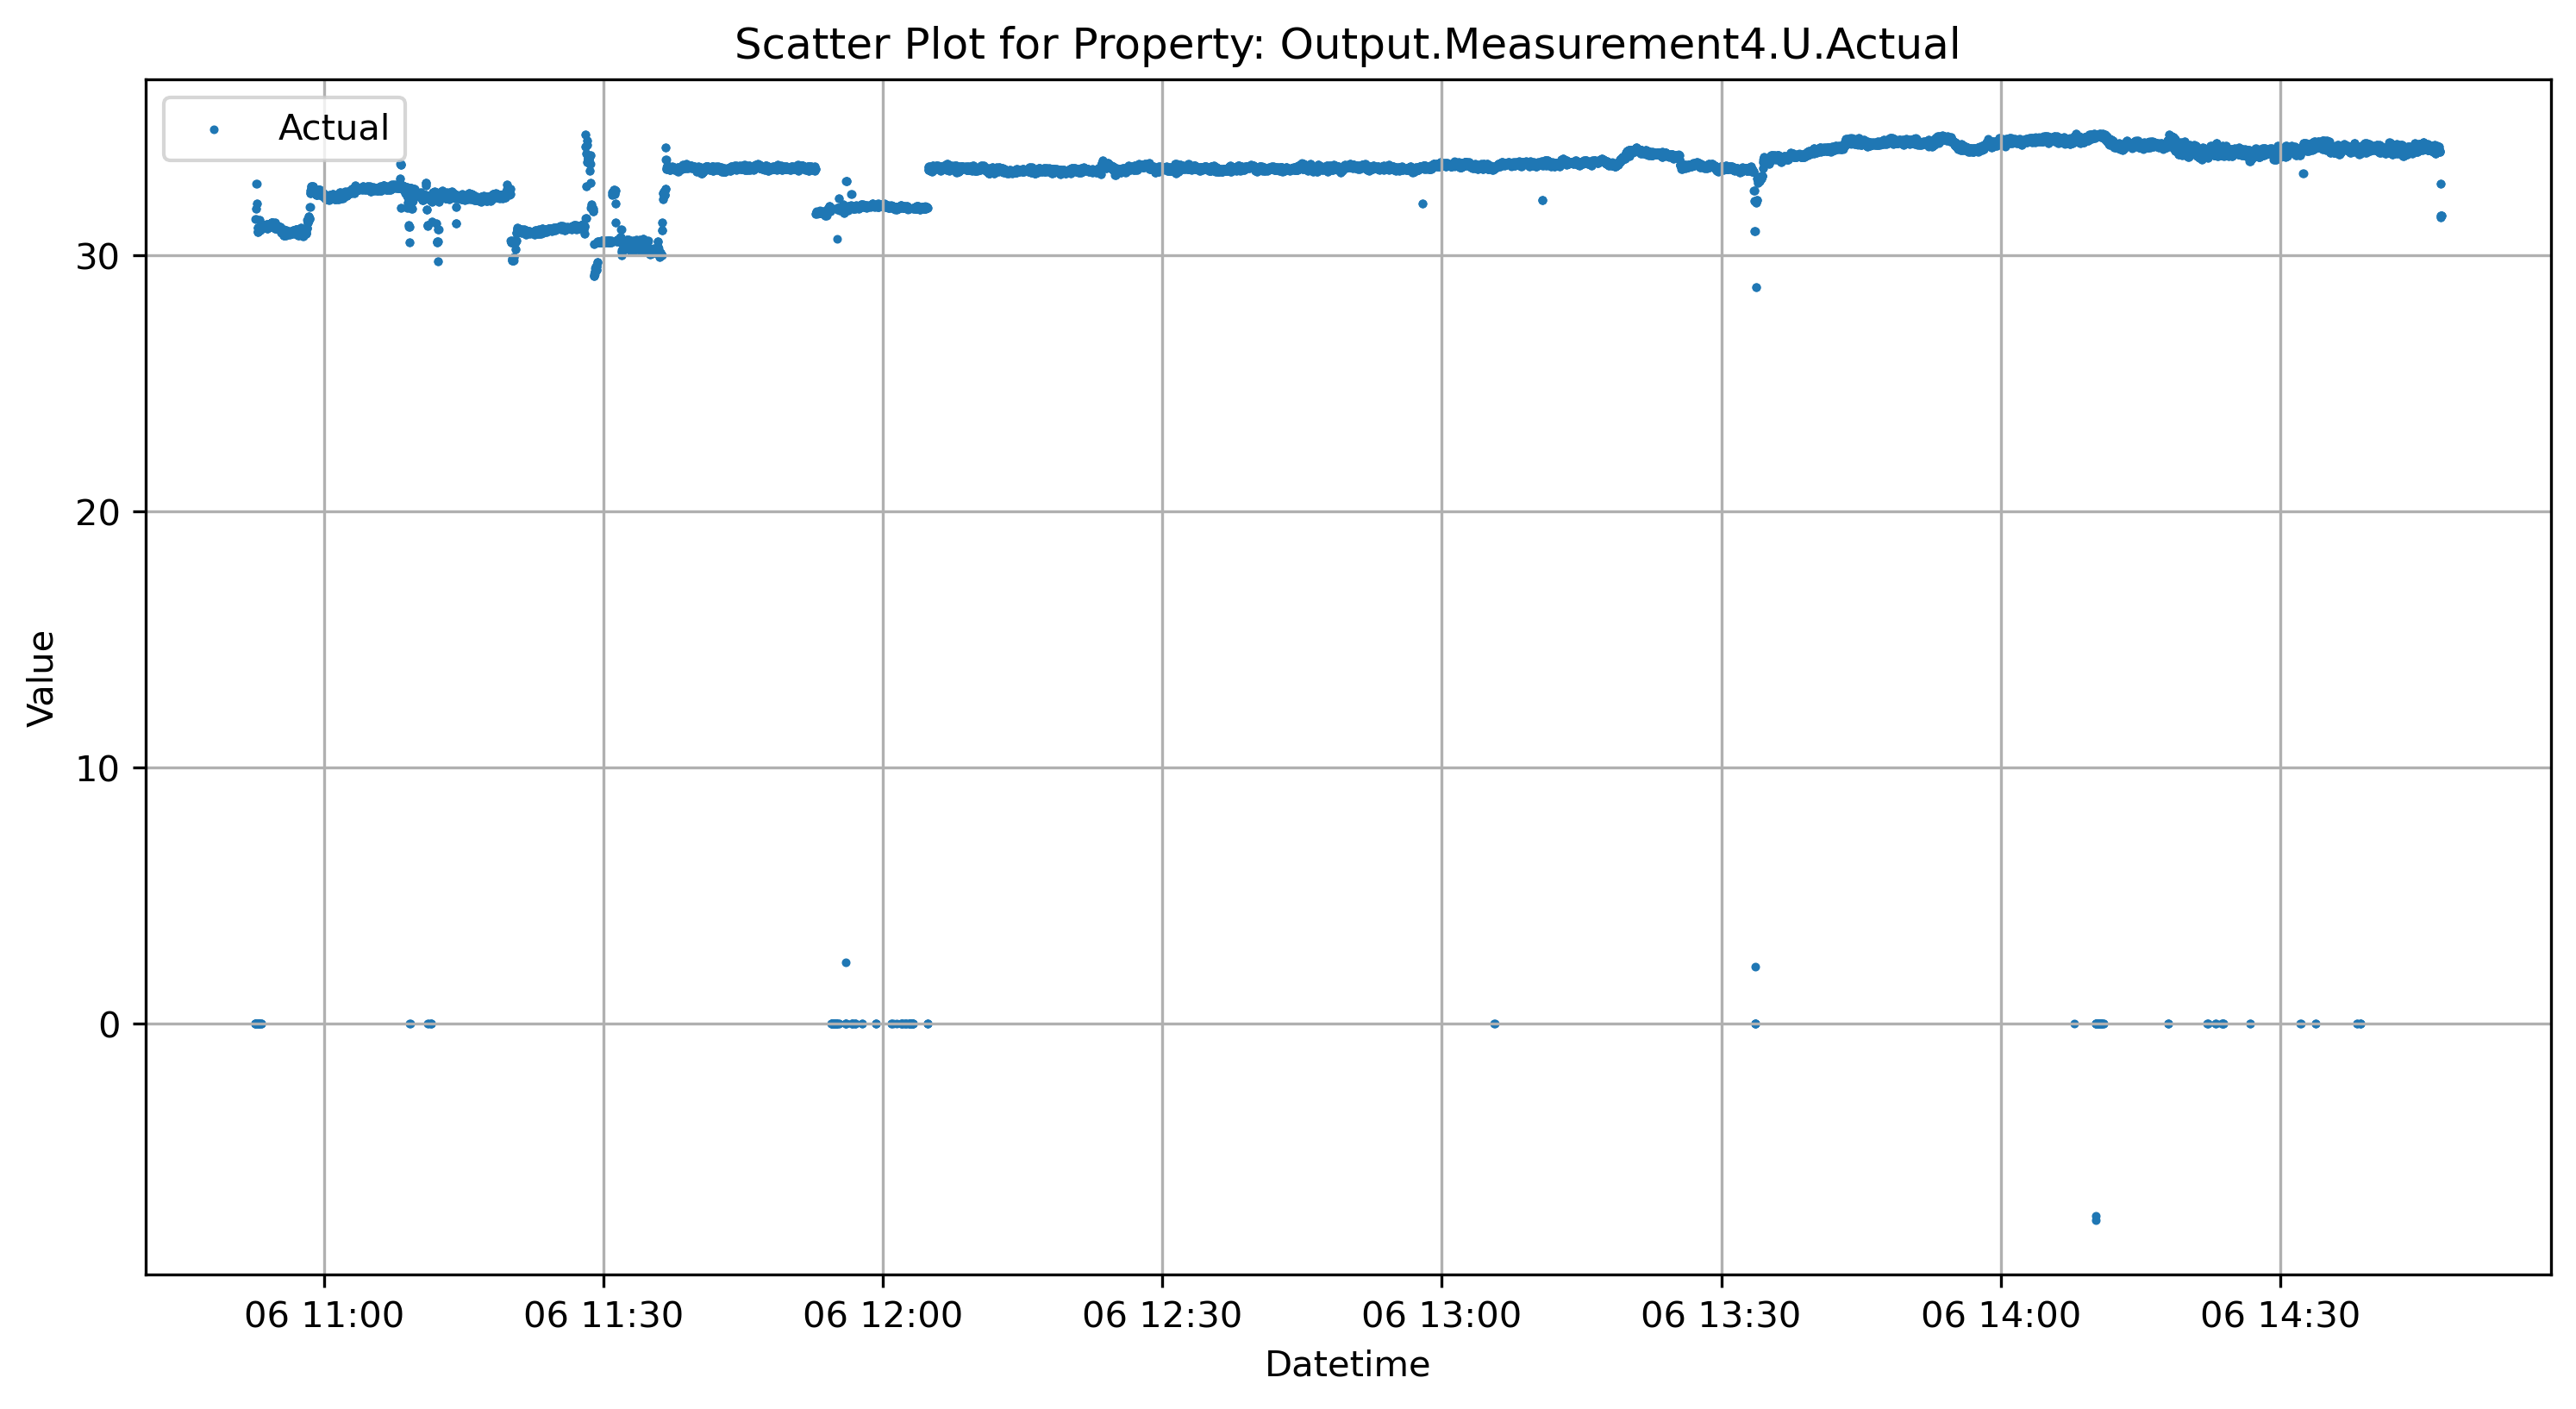 Scatter Plot for Property: Output.Measurement4.U.Actual
Actual
30
20
10
0
Value
06 11:00 06 11:30 06 12:00 06 12:30 06 13:00 06 13:30 06 14:00 06 14:30
Datetime